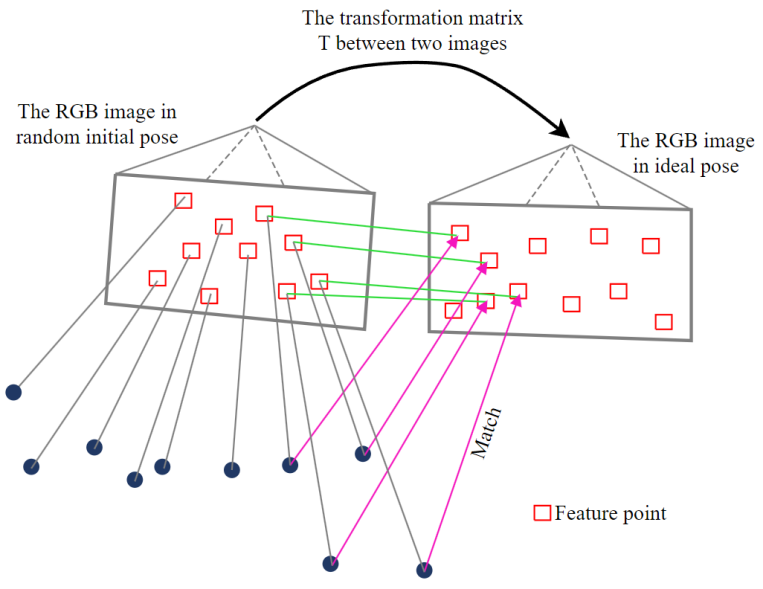 The transformation matrix
T between two images
The RGB image in
random initial pose
The RGB image
in ideal pose
Match
Feature point